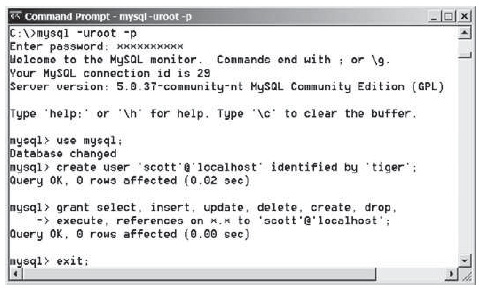 Command Prompt - mysql -uroot -p
C:\>mysql -uroot -p
Enter password: **********
Welcome to the MySQL monitor.  Commands end with ; or \g.
Your MySQL connection id is 29
Server version: 5.0.37-community-nt MySQL Community Edition (GPL)
Type 'help;' or '\h' for help. Type '\c' to clear the buffer.
mysql> use mysql;
Database changed
mysql> create user 'scott'@'localhost' identified by 'tiger';
Query OK, 0 rows affected (0.02 sec)
mysql> grant select, insert, update, delete, create, drop,
    -> execute, references on *.* to 'scott'@'localhost';
Query OK, 0 rows affected (0.00 sec)
mysql> exit;